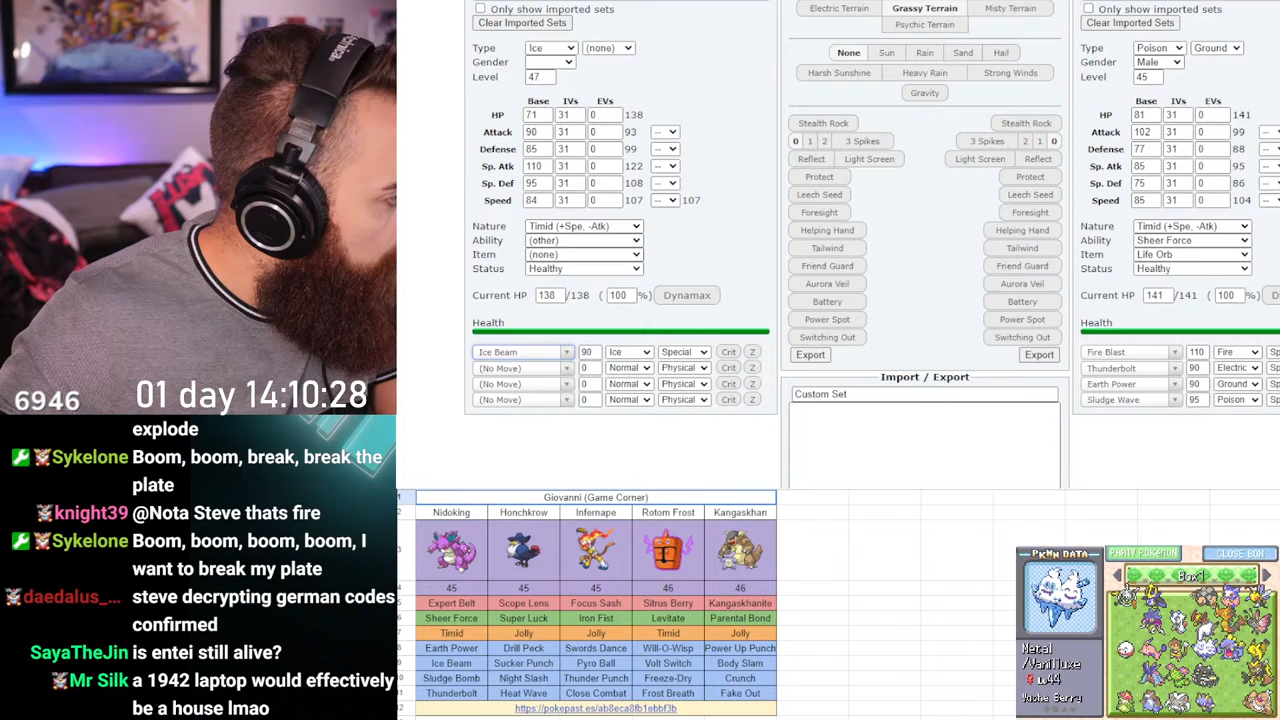 Only show imported sets
Clear Imported Sets
Type Ice (none)
Gender
Level 47
Base IVs EVs
HP 71 31 0 138
Attack 90 31 0 93 --
Defense 85 31 0 99 --
Sp. Atk 110 31 0 122 --
Sp. Def 95 31 0 108 --
Speed 84 31 0 107 -- 107
Nature Timid (+Spe, -Atk)
Ability (other)
Item (none)
Status Healthy
Current HP 138 /138 ( 100 %) Dynamax
Health
Ice Beam 90 Ice Special Crit Z
(No Move) 0 Normal Physical Crit Z
(No Move) 0 Normal Physical Crit Z
(No Move) 0 Normal Physical Crit Z
Electric Terrain Grassy Terrain Misty Terrain
Psychic Terrain
None Sun Rain Sand Hail
Harsh Sunshine Heavy Rain Strong Winds
Gravity
Stealth Rock Stealth Rock
0 1 2 3 Spikes 3 Spikes 2 1 0
Reflect Light Screen Light Screen Reflect
Protect Protect
Leech Seed Leech Seed
Foresight Foresight
Helping Hand Helping Hand
Tailwind Tailwind
Friend Guard Friend Guard
Aurora Veil Aurora Veil
Battery Battery
Power Spot Power Spot
Switching Out Switching Out
Export Export
Import / Export
Custom Set
Only show imported sets
Clear Imported Sets
Type Poison Ground
Gender Male
Level 45
Base IVs EVs
HP 81 31 0 141
Attack 102 31 0 99 --
Defense 77 31 0 88 --
Sp. Atk 85 31 0 95 --
Sp. Def 75 31 0 86 --
Speed 85 31 0 104 --
Nature Timid (+Spe, -Atk)
Ability Sheer Force
Item Life Orb
Status Healthy
Current HP 141 /141 ( 100 %) D
Health
Fire Blast 110 Fire Sp
Thunderbolt 90 Electric Sp
Earth Power 90 Ground Sp
Sludge Wave 95 Poison Sp
6946 01 day 14:10:28
explode
Sykelone Boom, boom, break, break the
plate
knight39 @Nota Steve thats fire
Sykelone Boom, boom, boom, boom, I
want to break my plate
daedalus_... steve decrypting german codes
confirmed
SayaTheJin is entei still alive?
Mr Silk a 1942 laptop would effectively
be a house lmao
1 Giovanni (Game Corner)
2 Nidoking Honchkrow Infernape Rotom Frost Kangaskhan
3
4 45 45 45 46 46
5 Expert Belt Scope Lens Focus Sash Sitrus Berry Kangaskhanite
6 Sheer Force Super Luck Iron Fist Levitate Parental Bond
7 Timid Jolly Jolly Timid Jolly
8 Earth Power Drill Peck Swords Dance Will-O-Wisp Power Up Punch
9 Ice Beam Sucker Punch Pyro Ball Volt Switch Body Slam
10 Sludge Bomb Night Slash Thunder Punch Freeze-Dry Crunch
11 Thunderbolt Heat Wave Close Combat Frost Breath Fake Out
12 https://pokepast.es/ab8eca8fb1ebbf3b
PKMN DATA PARTY POKéMON CLOSE BOX
Box1
Metal
/Vanilluxe
♀ Lv44
Yache Berry